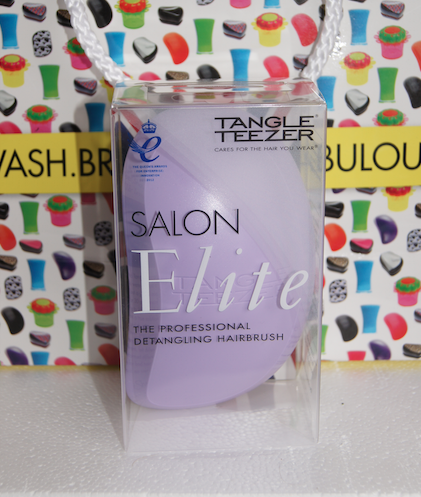 WASH.BR
BULOU
TANGLE
TEEZER®
CARES FOR THE HAIR YOU WEAR®
SALON
Elite
THE PROFESSIONAL
DETANGLING HAIRBRUSH